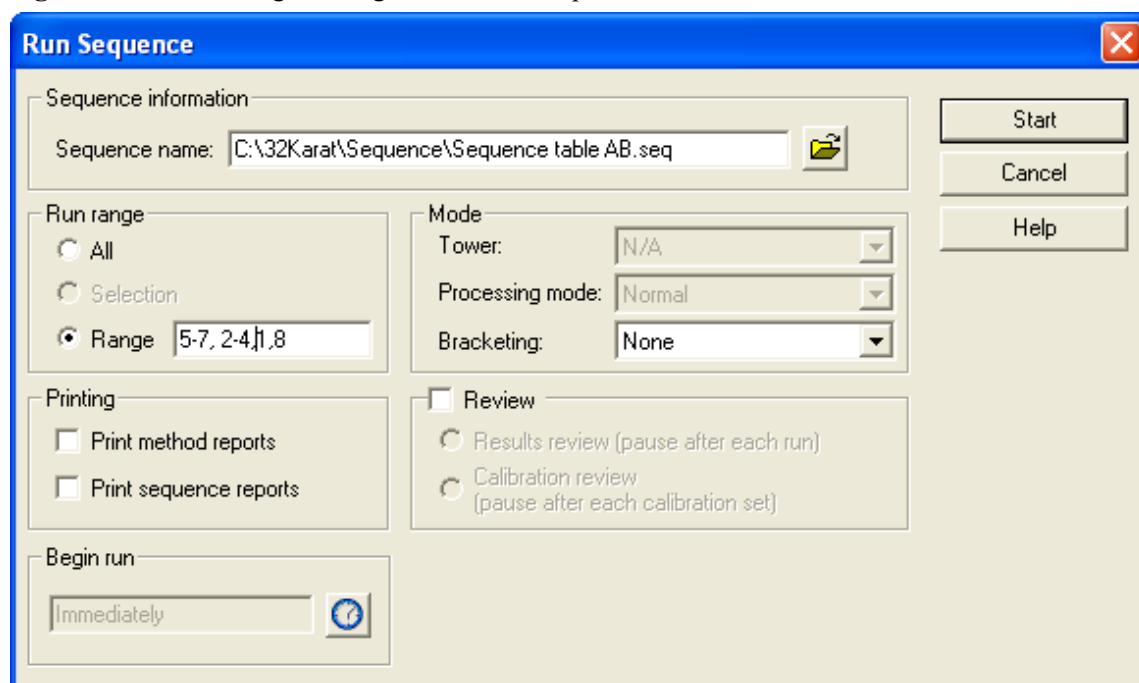 Run Sequence
Sequence information
Sequence name: C:\32Karat\Sequence\Sequence table AB.seq
Start
Cancel
Help
Run range
All
Selection
Range 5-7, 2-4,1,8
Mode
Tower: N/A
Processing mode: Normal
Bracketing: None
Printing
Print method reports
Print sequence reports
Review
Results review (pause after each run)
Calibration review
(pause after each calibration set)
Begin run
Immediately